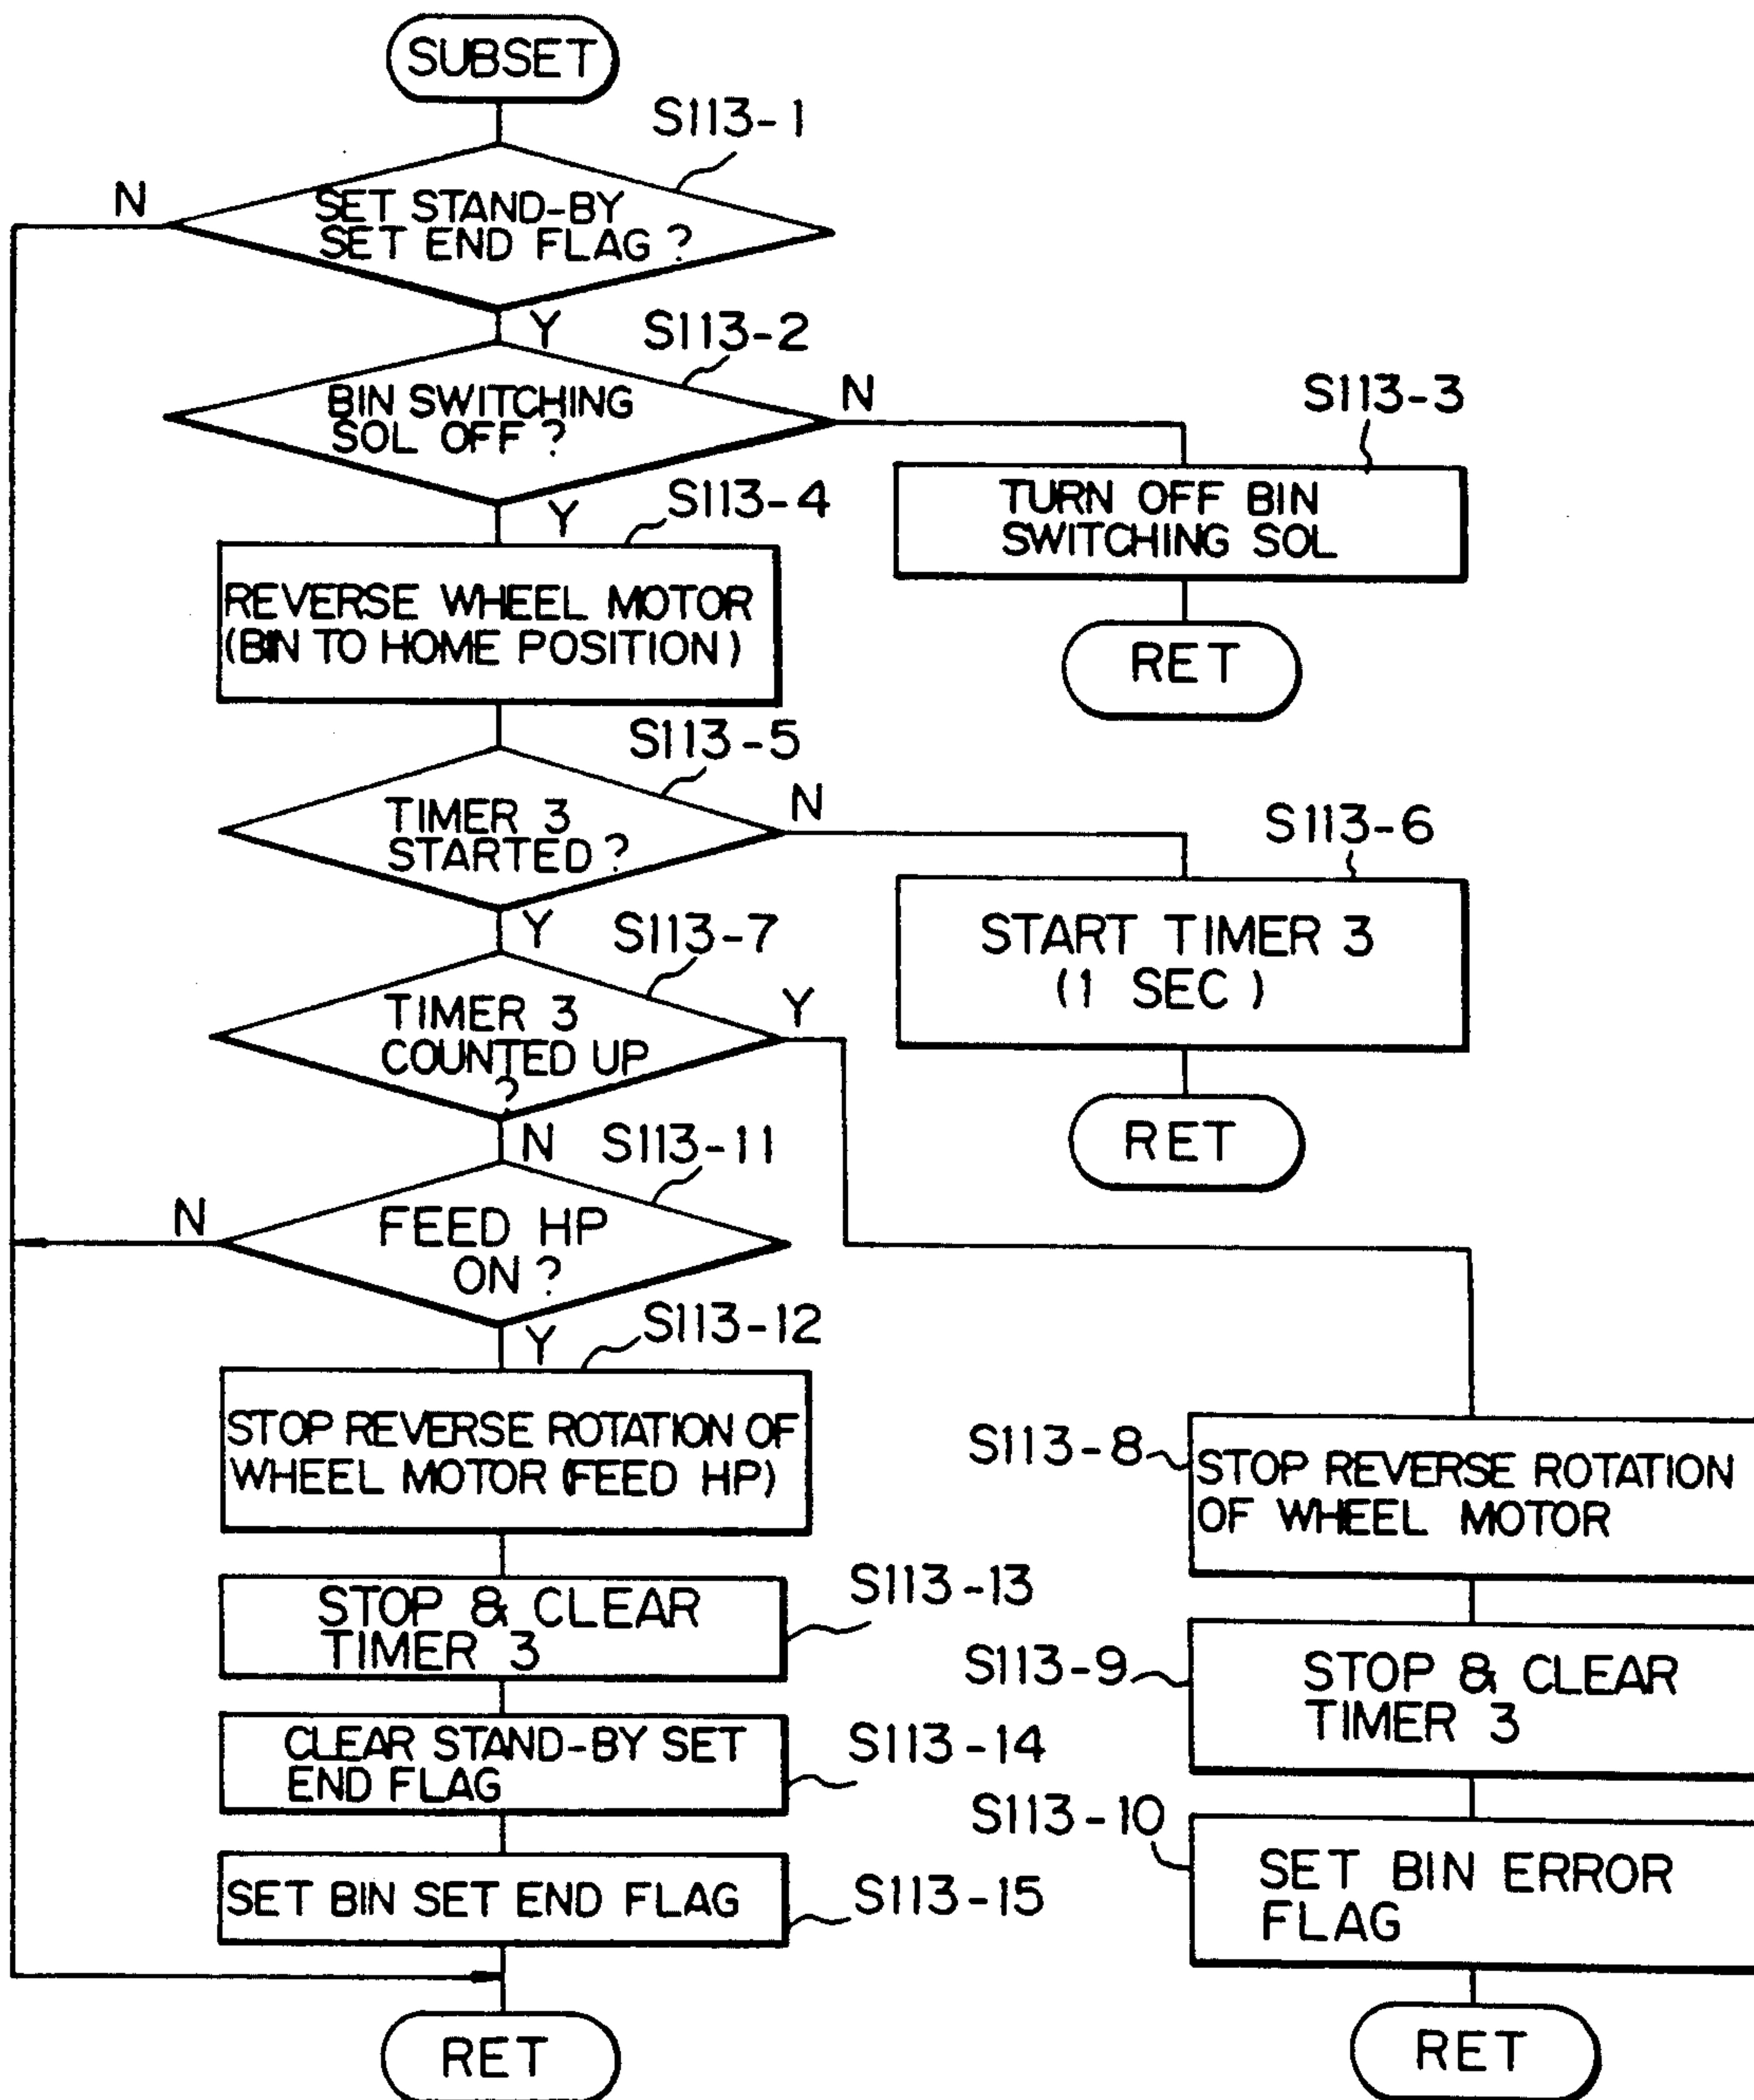 SUBSET
S113-1
N
SET STAND-BY
SET END FLAG ?
Y
S113-2
BIN SWITCHING
SOL OFF ?
N
S113-3
TURN OFF BIN
SWITCHING SOL
RET
Y
S113-4
REVERSE WHEEL MOTOR
(BIN TO HOME POSITION)
S113-5
TIMER 3
STARTED ?
N
S113-6
START TIMER 3
(1 SEC)
RET
Y
S113-7
TIMER 3
COUNTED UP
?
Y
N
S113-11
N
FEED HP
ON ?
Y
S113-12
STOP REVERSE ROTATION OF
WHEEL MOTOR (FEED HP)
S113-13
STOP & CLEAR
TIMER 3
CLEAR STAND-BY SET
END FLAG
S113-14
SET BIN SET END FLAG
S113-15
RET
S113-8
STOP REVERSE ROTATION
OF WHEEL MOTOR
S113-9
STOP & CLEAR
TIMER 3
S113-10
SET BIN ERROR
FLAG
RET